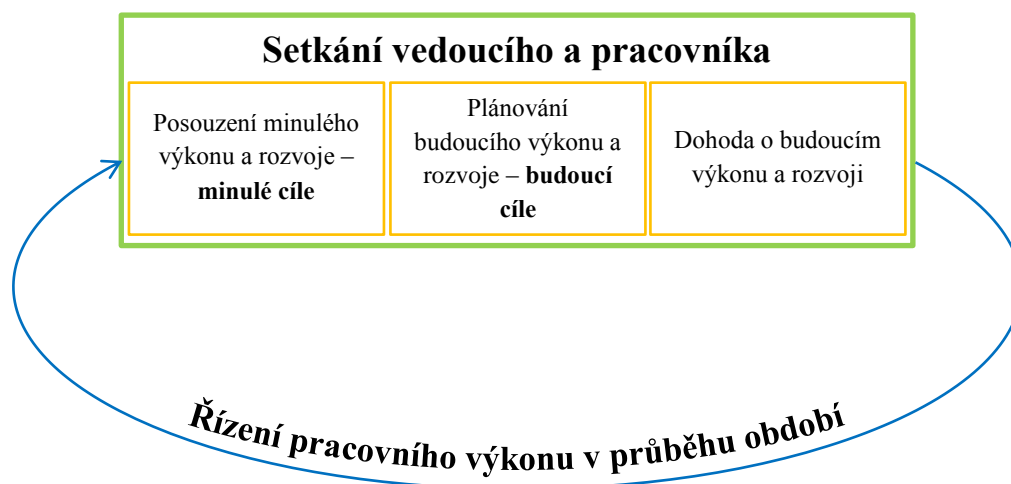 Setkání vedoucího a pracovníka
Posouzení minulého
výkonu a rozvoje –
minulé cíle
Plánování
budoucího výkonu a
rozvoje – budoucí
cíle
Dohoda o budoucím
výkonu a rozvoji
Řízení pracovního výkonu v průběhu období